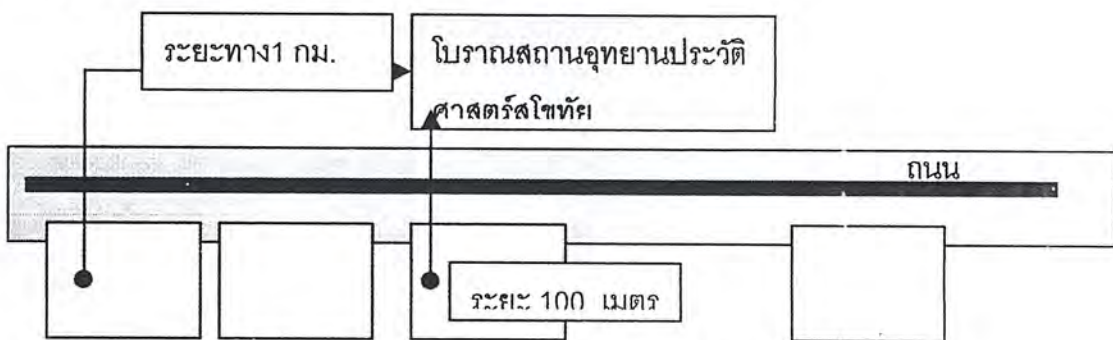 ระยะทาง1 กม.
โบราณสถานอุทยานประวัติ
ศาสตร์สโขทัย
ถนน
ระยะ 100 เมตร